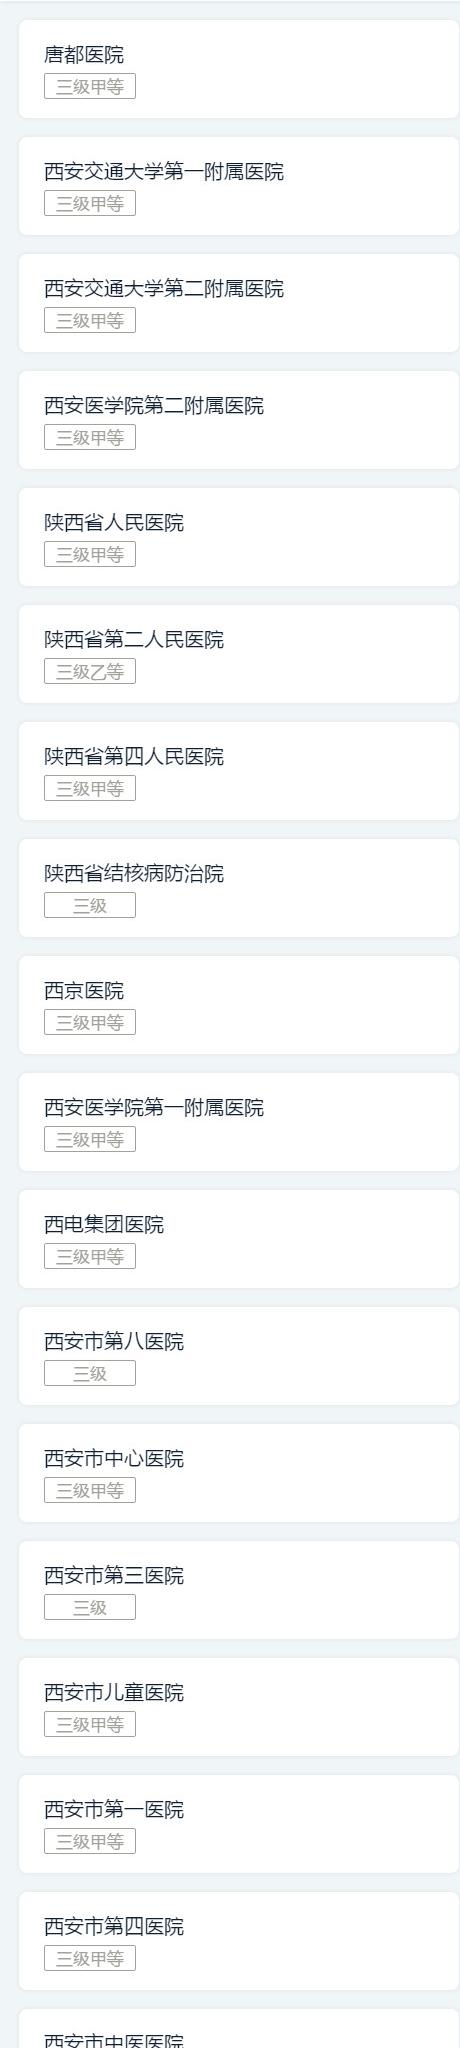 唐都医院
三级甲等
西安交通大学第一附属医院
三级甲等
西安交通大学第二附属医院
三级甲等
西安医学院第二附属医院
三级甲等
陕西省人民医院
三级甲等
陕西省第二人民医院
三级乙等
陕西省第四人民医院
三级甲等
陕西省结核病防治院
三级
西京医院
三级甲等
西安医学院第一附属医院
三级甲等
西电集团医院
三级甲等
西安市第八医院
三级
西安市中心医院
三级甲等
西安市第三医院
三级
西安市儿童医院
三级甲等
西安市第一医院
三级甲等
西安市第四医院
三级甲等
西安市中医医院